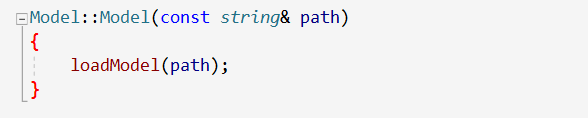 Model::Model(const string& path)
{
    loadModel(path);
}